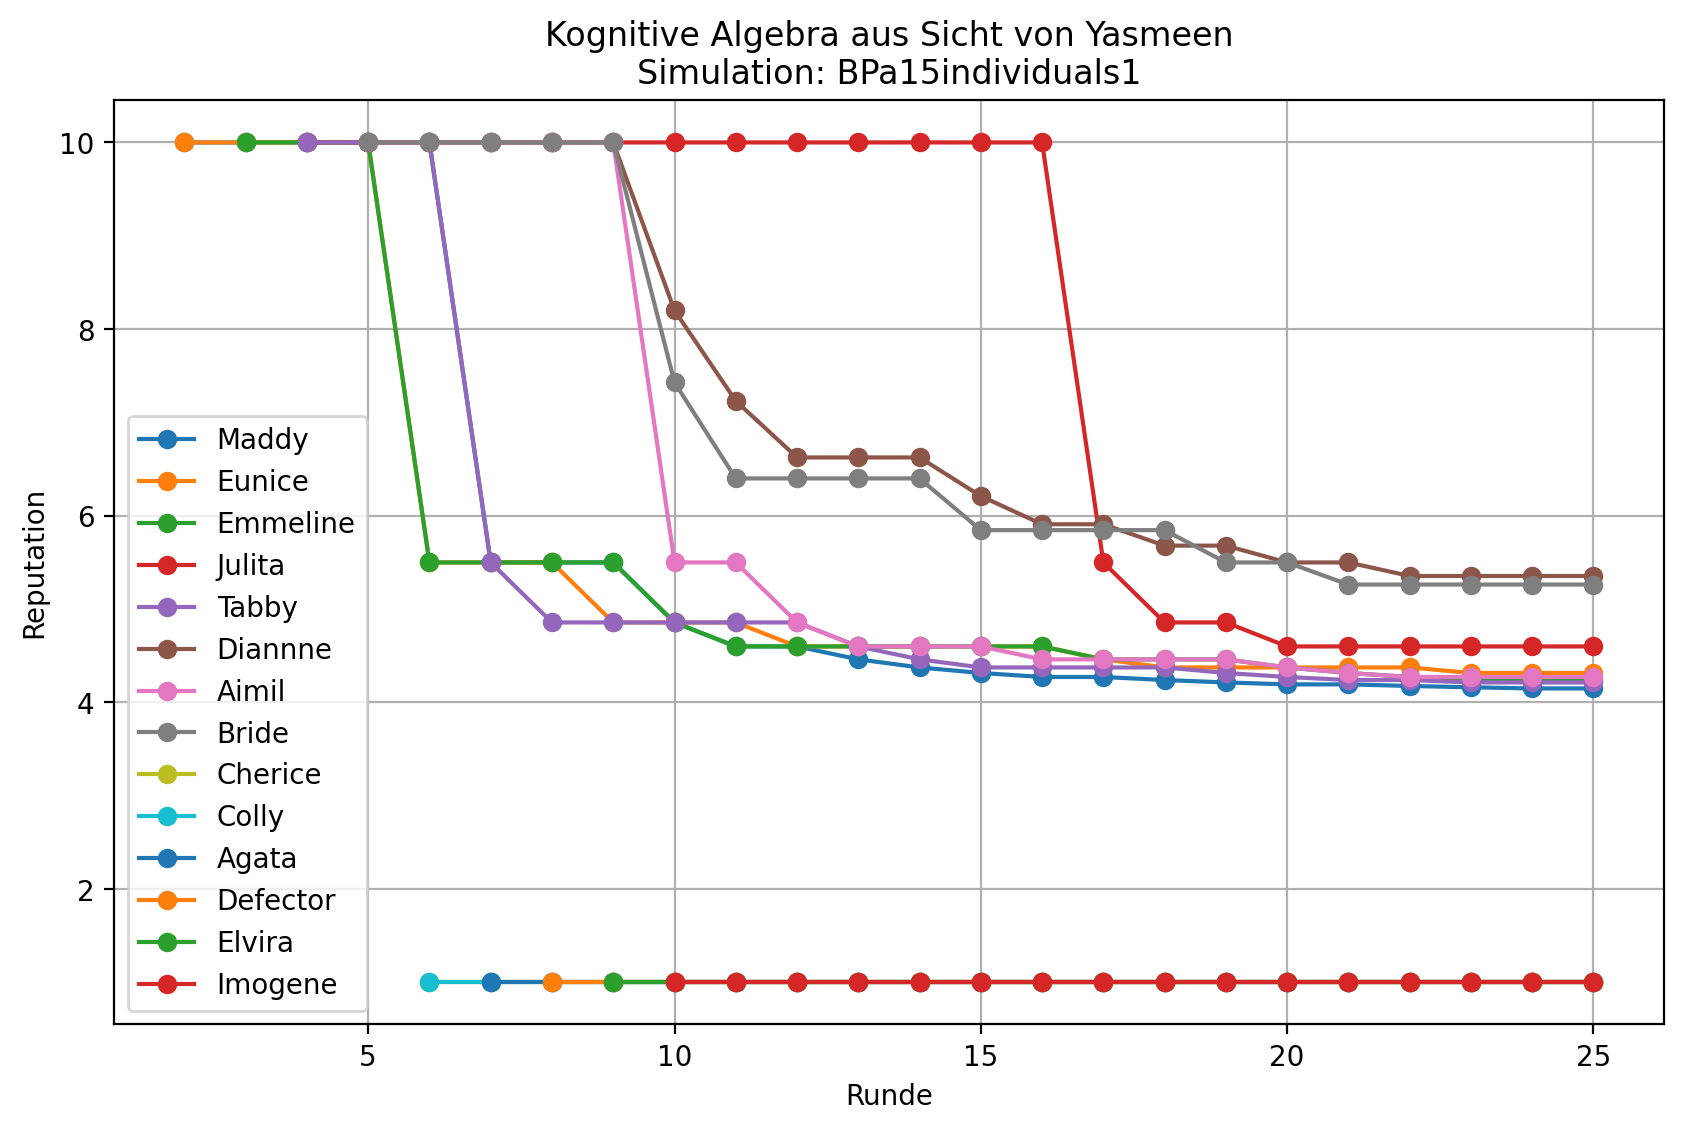 Kognitive Algebra aus Sicht von Yasmeen
Simulation: BPa15individuals1
Reputation
10
8
6
4
2
Maddy
Eunice
Emmeline
Julita
Tabby
Diannne
Aimil
Bride
Cherice
Colly
Agata
Defector
Elvira
Imogene
5
10
15
20
25
Runde